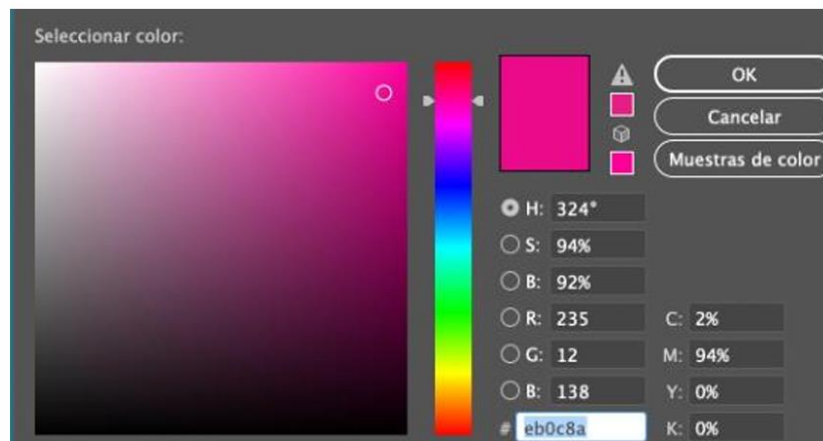 Seleccionar color:
OK
Cancelar
Muestras de color
H: 324°
S: 94%
B: 92%
R: 235 C: 2%
G: 12 M: 94%
B: 138 Y: 0%
# eb0c8a K: 0%